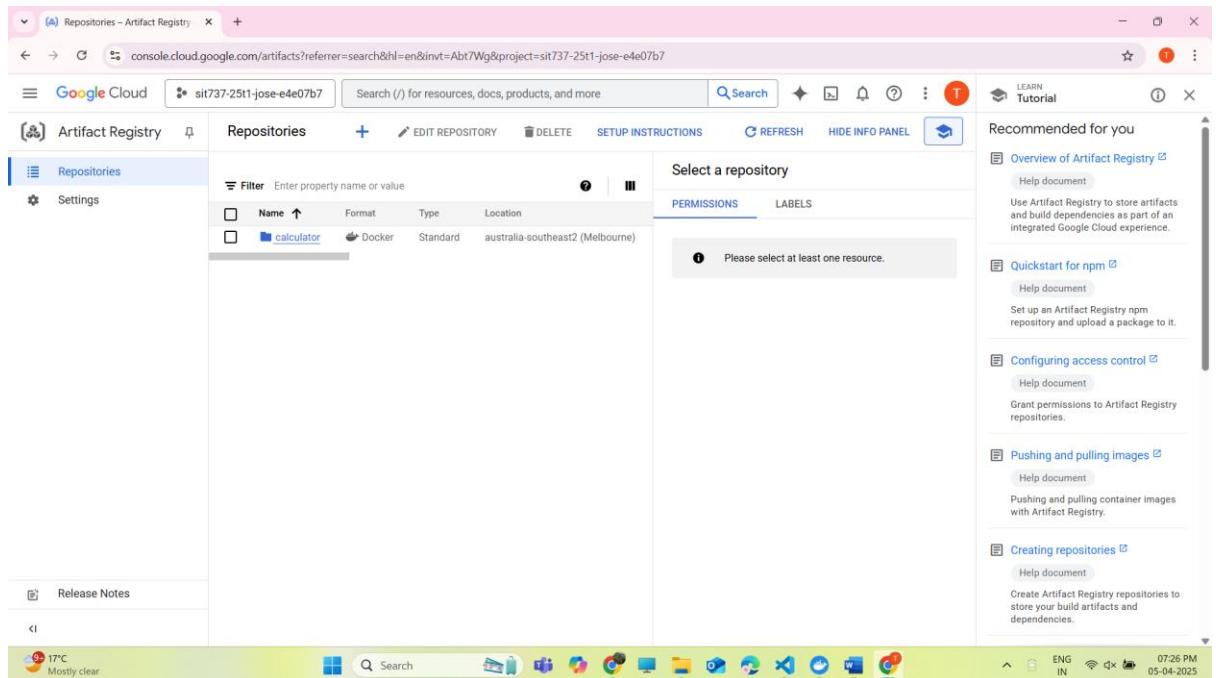 Repositories – Artifact Registry
console.cloud.google.com/artifacts?referrer=search&hl=en&invt=Abt7Wg&project=sit737-25t1-jose-e4e07b7
T
Google Cloud
sit737-25t1-jose-e4e07b7
Search (/) for resources, docs, products, and more
Search
T
LEARN
Tutorial
Artifact Registry
Repositories
EDIT REPOSITORY
DELETE
SETUP INSTRUCTIONS
REFRESH
HIDE INFO PANEL
Repositories
Settings
Release Notes
Filter Enter property name or value
Name Format Type Location
calculator Docker Standard australia-southeast2 (Melbourne)
Select a repository
PERMISSIONS LABELS
Please select at least one resource.
Recommended for you
Overview of Artifact Registry
Help document
Use Artifact Registry to store artifacts
and build dependencies as part of an
integrated Google Cloud experience.
Quickstart for npm
Help document
Set up an Artifact Registry npm
repository and upload a package to it.
Configuring access control
Help document
Grant permissions to Artifact Registry
repositories.
Pushing and pulling images
Help document
Pushing and pulling container images
with Artifact Registry.
Creating repositories
Help document
Create Artifact Registry repositories to
store your build artifacts and
dependencies.
9+
17°C
Mostly clear
Search
ENG
IN
07:26 PM
05-04-2025